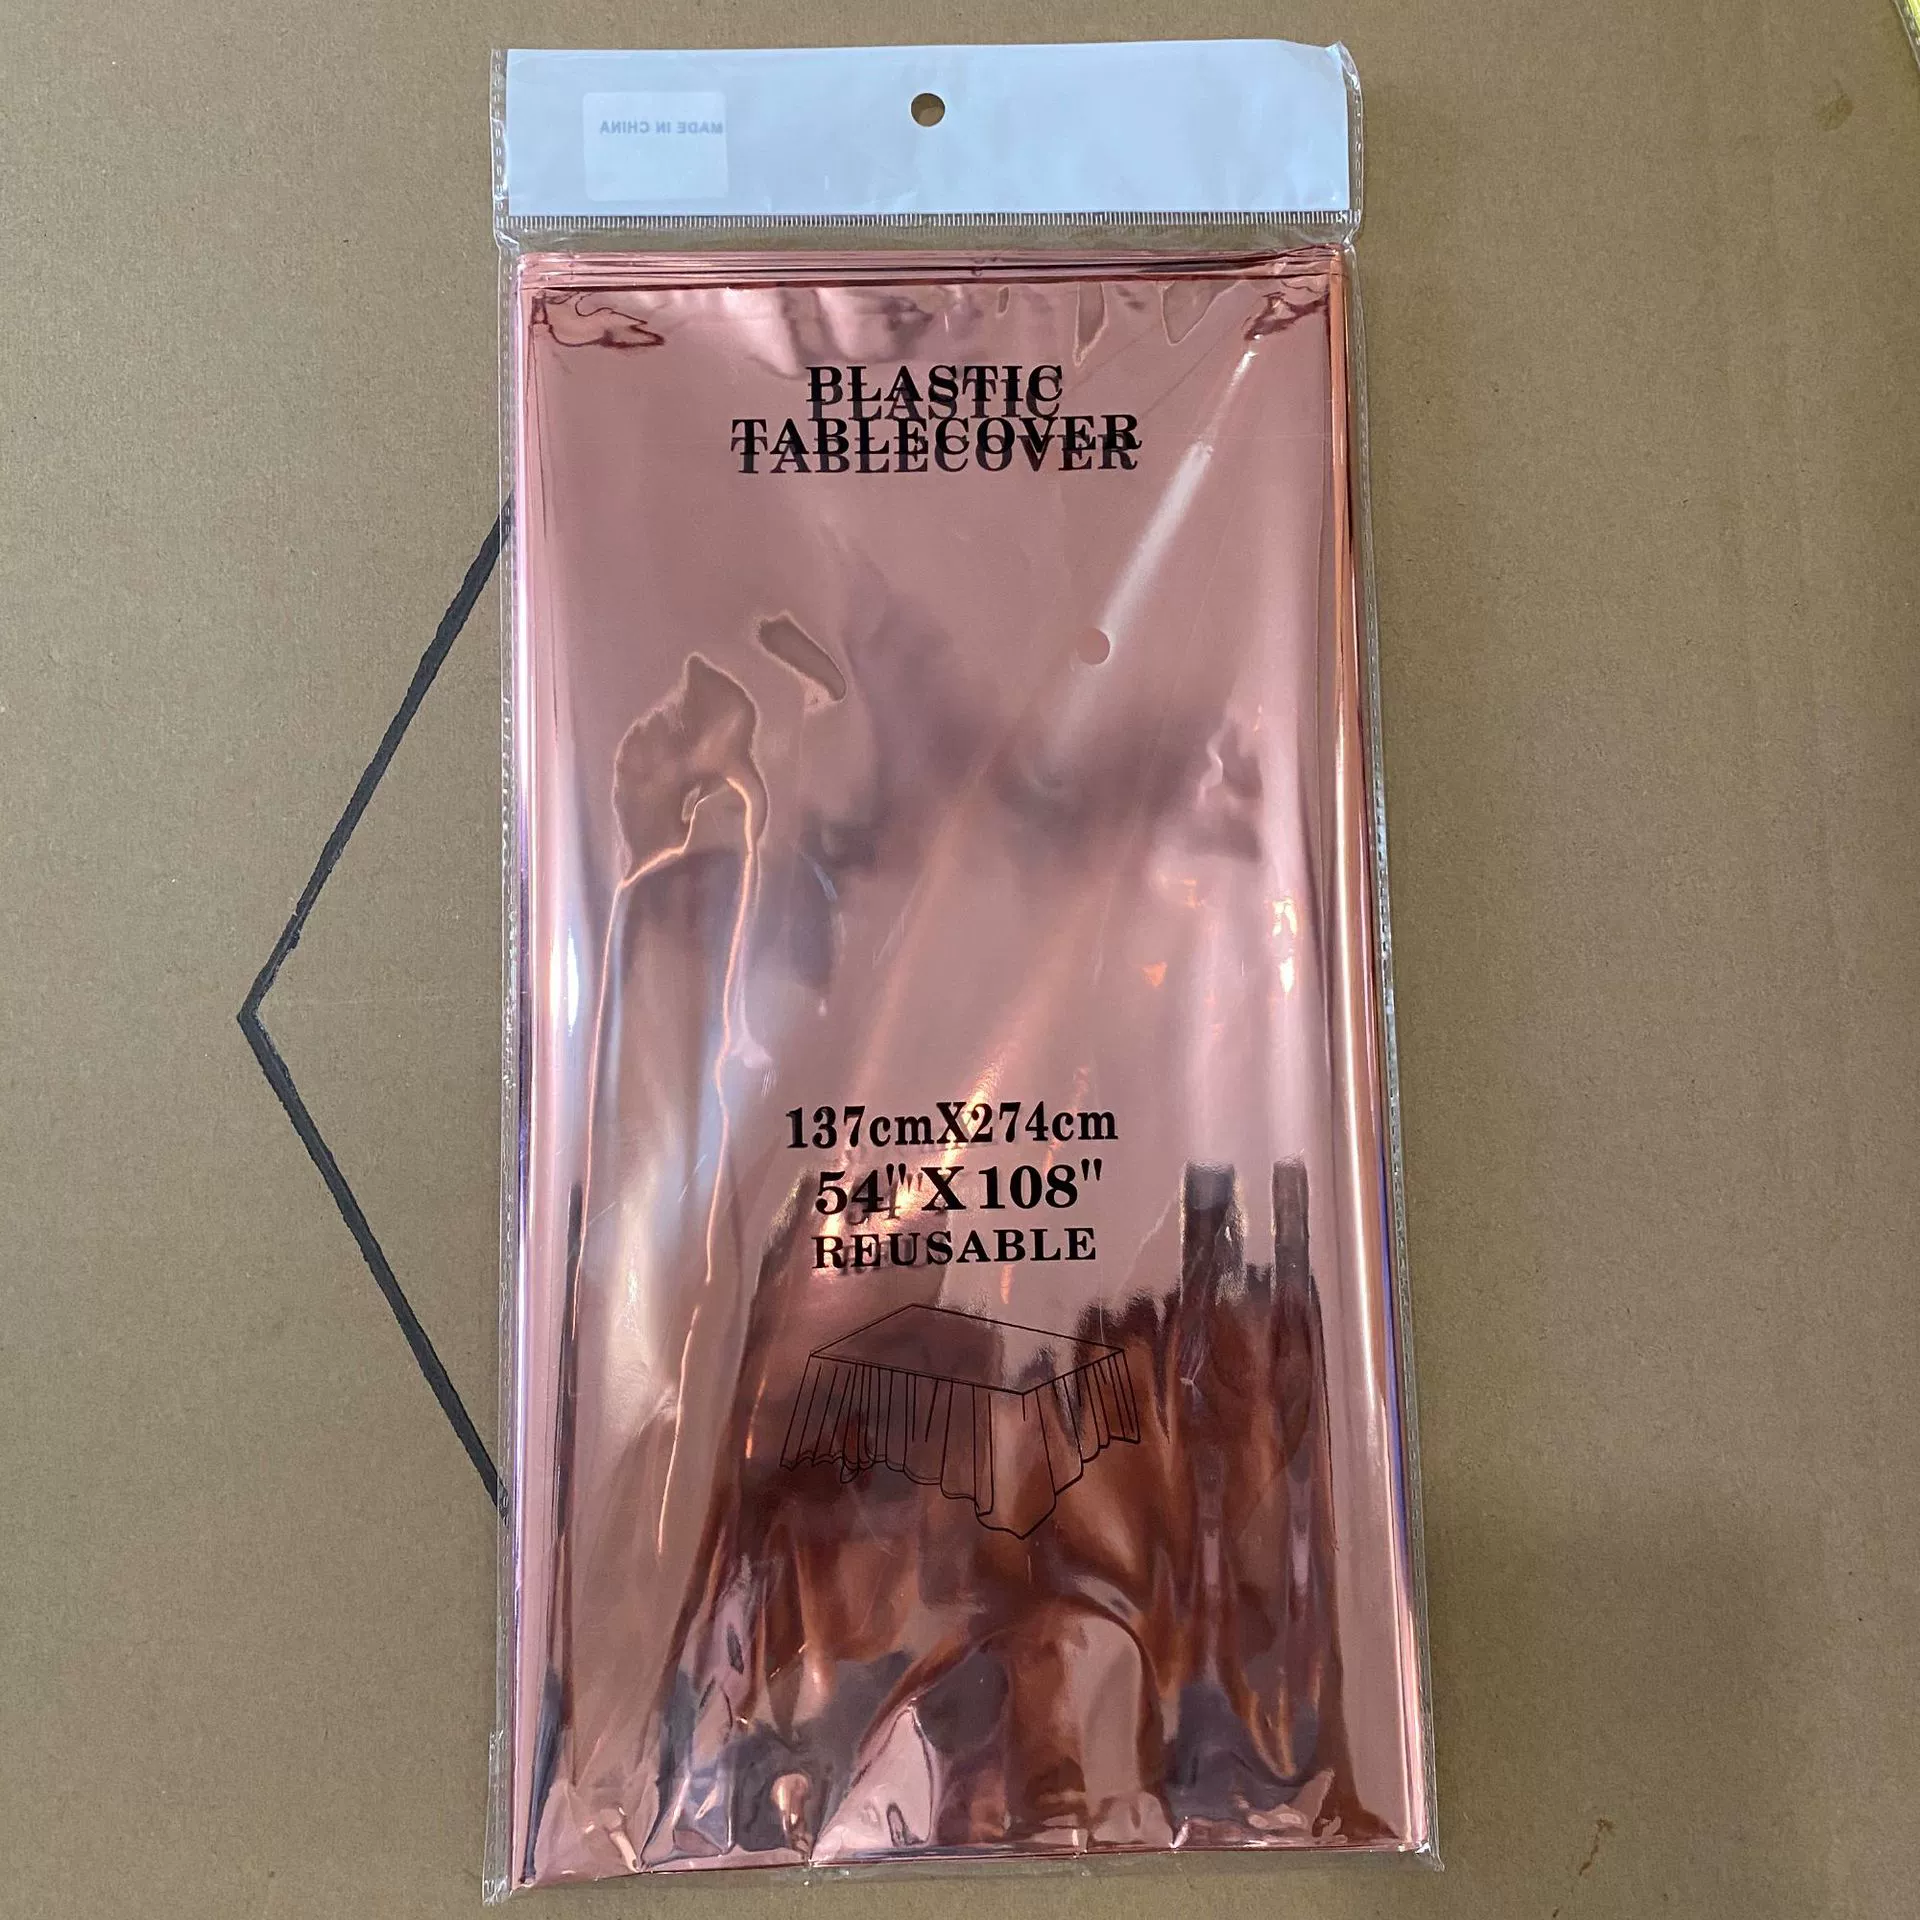 MADE IN CHINA
PLASTIC
TABLECOVER
137cmX274cm
54"X108"
REUSABLE